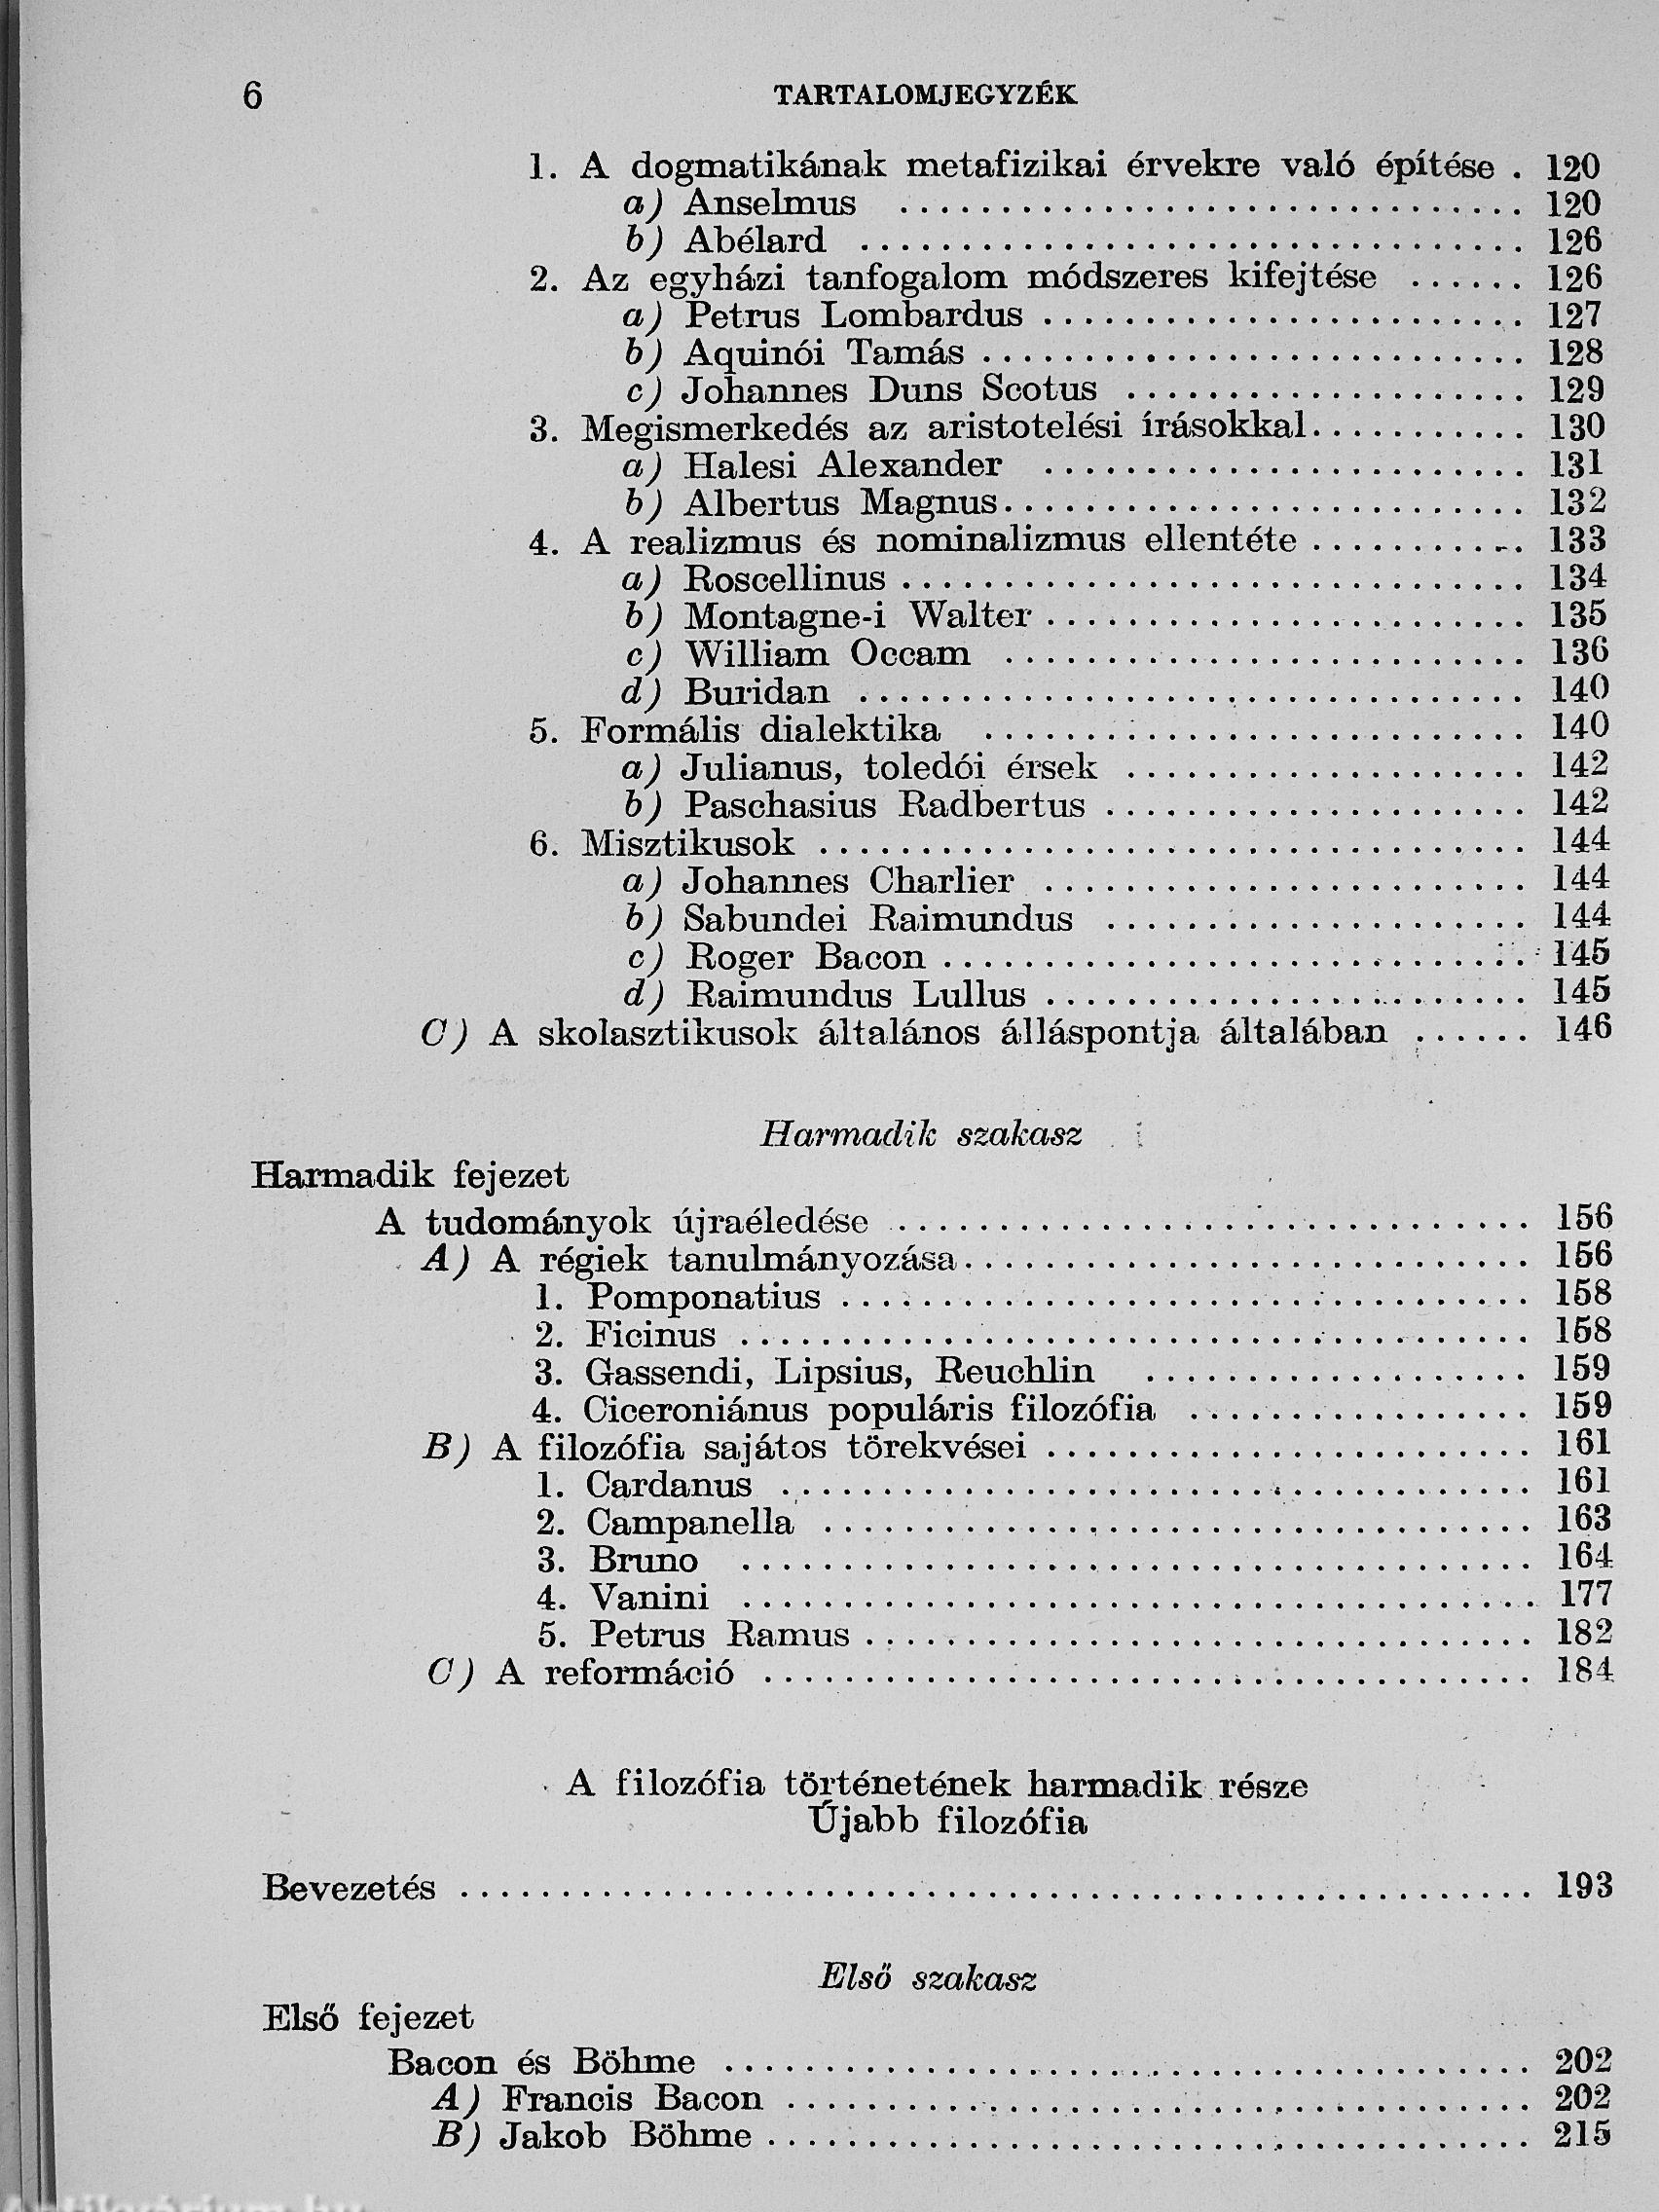 6 TARTALOMJEGYZÉK
1. A dogmatikának metafizikai érvekre való építése . 120
a) Anselmus ............................... 120
b) Abélard ................................. 126
2. Az egyházi tanfogalom módszeres kifejtése ...... 126
a) Petrus Lombardus ........................ 127
b) Aquinói Tamás ........................... 128
c) Johannes Duns Scotus .................... 129
3. Megismerkedés az aristotelési írásokkal........... 130
a) Halesi Alexander ........................ 131
b) Albertus Magnus.......................... 132
4. A realizmus és nominalizmus ellentéte ........... 133
a) Roscellinus ............................... 134
b) Montagne-i Walter ........................ 135
c) William Occam .......................... 136
d) Buridan ................................. 140
5. Formális dialektika ........................... 140
a) Julianus, toledói érsek .................... 142
b) Paschasius Radbertus ..................... 142
6. Misztikusok ................................... 144
a) Johannes Charlier ........................ 144
b) Sabundei Raimundus ..................... 144
c) Roger Bacon ............................. 145
d) Raimundus Lullus ........................ 145
C) A skolasztikusok általános álláspontja általában ...... 146
Harmadik szakasz
Harmadik fejezet
A tudományok újraéledése ................................ 156
A) A régiek tanulmányozása............................. 156
1. Pomponatius ................................... 158
2. Ficinus ........................................ 158
3. Gassendi, Lipsius, Reuchlin ................... 159
4. Ciceroniánus populáris filozófia ................. 159
B) A filozófia sajátos törekvései ........................ 161
1. Cardanus ...................................... 161
2. Campanella .................................... 163
3. Bruno ........................................ 164
4. Vanini ........................................ 177
5. Petrus Ramus .................................. 182
C) A reformáció ....................................... 184
A filozófia történetének harmadik része
Újabb filozófia
Bevezetés ...................................................... 193
Első szakasz
Első fejezet
Bacon és Böhme ......................................... 202
A) Francis Bacon ...................................... 202
B) Jakob Böhme ....................................... 215